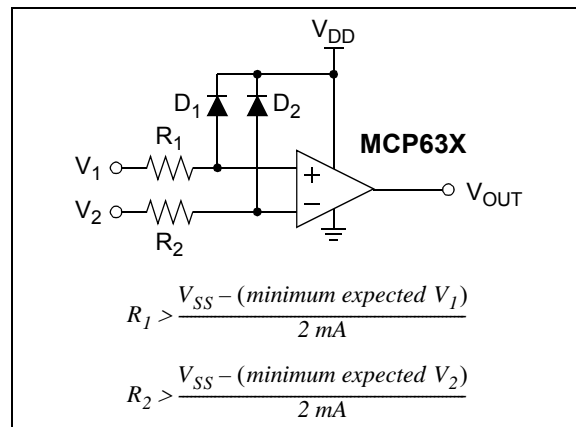 VDD
D1 D2
R1
MCP63X
V1
+
VOUT
V2
−
R2
R1 > VSS – (minimum expected V1) / 2 mA
R2 > VSS – (minimum expected V2) / 2 mA